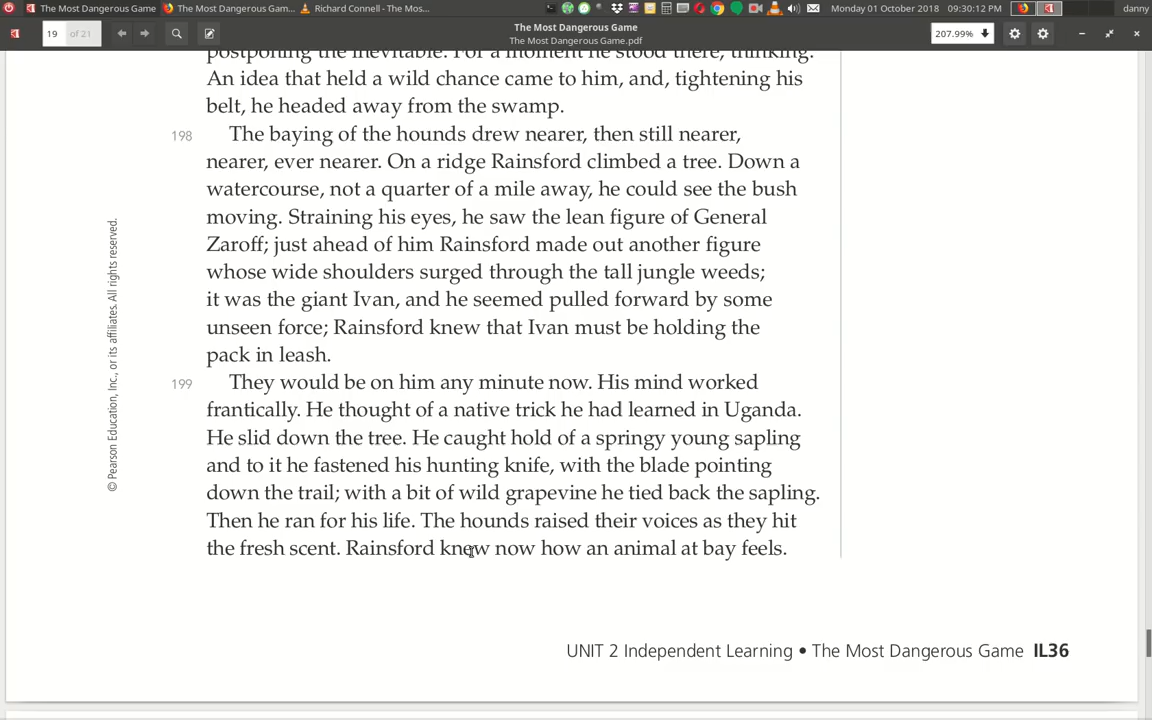 The Most Dangerous Game
The Most Dangerous Gam...
Richard Connell - The Mos...
Monday 01 October 2018
09:30:12 PM
danny
19 of 21
The Most Dangerous Game
The Most Dangerous Game.pdf
207.99%
postponing the inevitable. For a moment he stood there, thinking.
An idea that held a wild chance came to him, and, tightening his
belt, he headed away from the swamp.
198 The baying of the hounds drew nearer, then still nearer,
nearer, ever nearer. On a ridge Rainsford climbed a tree. Down a
watercourse, not a quarter of a mile away, he could see the bush
moving. Straining his eyes, he saw the lean figure of General
Zaroff; just ahead of him Rainsford made out another figure
whose wide shoulders surged through the tall jungle weeds;
it was the giant Ivan, and he seemed pulled forward by some
unseen force; Rainsford knew that Ivan must be holding the
pack in leash.
199 They would be on him any minute now. His mind worked
frantically. He thought of a native trick he had learned in Uganda.
He slid down the tree. He caught hold of a springy young sapling
and to it he fastened his hunting knife, with the blade pointing
down the trail; with a bit of wild grapevine he tied back the sapling.
Then he ran for his life. The hounds raised their voices as they hit
the fresh scent. Rainsford knew now how an animal at bay feels.
© Pearson Education, Inc., or its affiliates. All rights reserved.
UNIT 2 Independent Learning • The Most Dangerous Game IL36